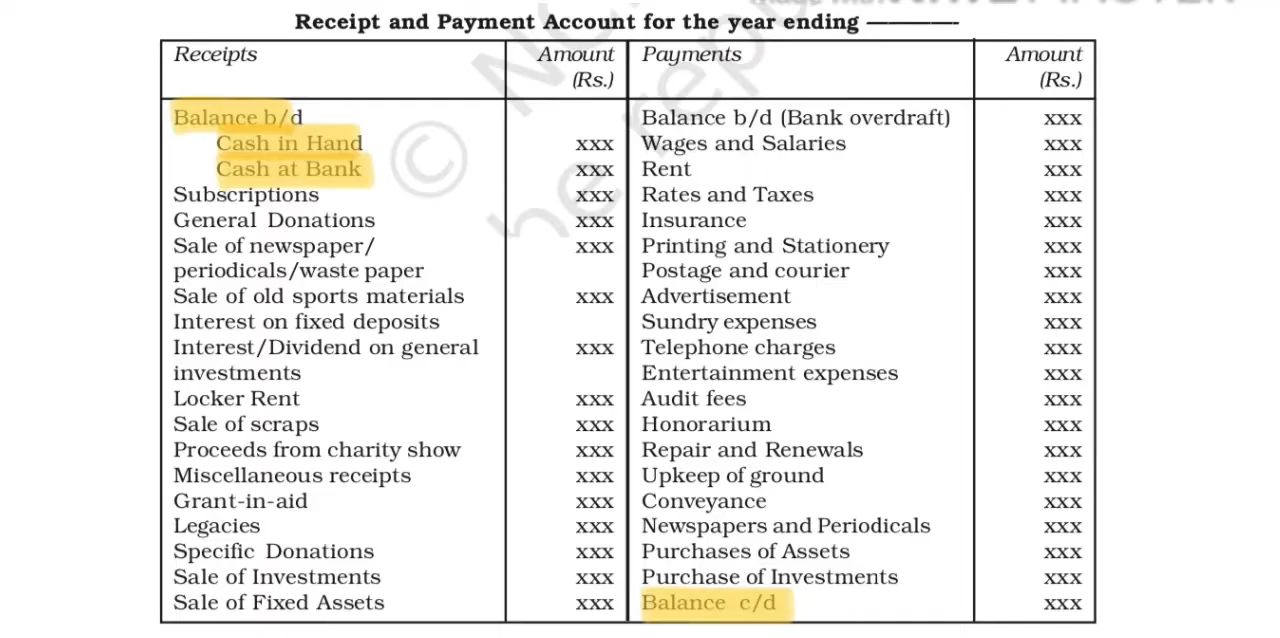 Receipt and Payment Account for the year ending ————–
Receipts Amount Payments Amount
(Rs.) (Rs.)
Balance b/d Balance b/d (Bank overdraft) xxx
Cash in Hand xxx Wages and Salaries xxx
Cash at Bank xxx Rent xxx
Subscriptions xxx Rates and Taxes xxx
General Donations xxx Insurance xxx
Sale of newspaper/ xxx Printing and Stationery xxx
periodicals/waste paper Postage and courier xxx
Sale of old sports materials xxx Advertisement xxx
Interest on fixed deposits Sundry expenses xxx
Interest/Dividend on general xxx Telephone charges xxx
investments Entertainment expenses xxx
Locker Rent xxx Audit fees xxx
Sale of scraps xxx Honorarium xxx
Proceeds from charity show xxx Repair and Renewals xxx
Miscellaneous receipts xxx Upkeep of ground xxx
Grant-in-aid xxx Conveyance xxx
Legacies xxx Newspapers and Periodicals xxx
Specific Donations xxx Purchases of Assets xxx
Sale of Investments xxx Purchase of Investments xxx
Sale of Fixed Assets xxx Balance c/d xxx